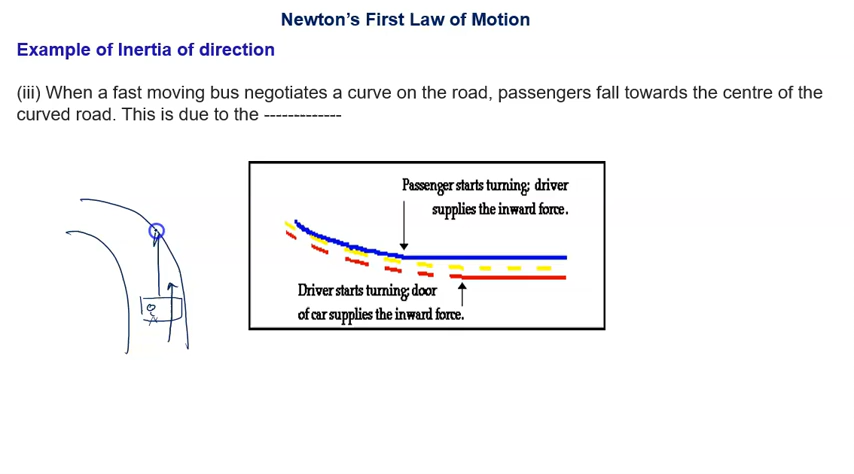 Newton's First Law of Motion
Example of Inertia of direction
(iii) When a fast moving bus negotiates a curve on the road, passengers fall towards the centre of the
curved road. This is due to the -------------
Passenger starts turning; driver
supplies the inward force.
Driver starts turning; door
of car supplies the inward force.